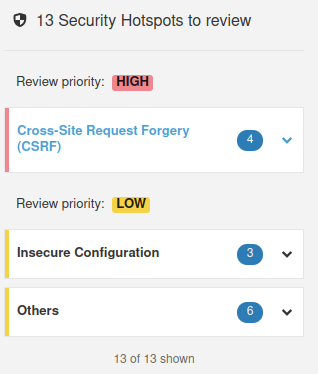 13 Security Hotspots to review
Review priority: HIGH
Cross-Site Request Forgery
(CSRF)
4
Review priority: LOW
Insecure Configuration
3
Others
6
13 of 13 shown